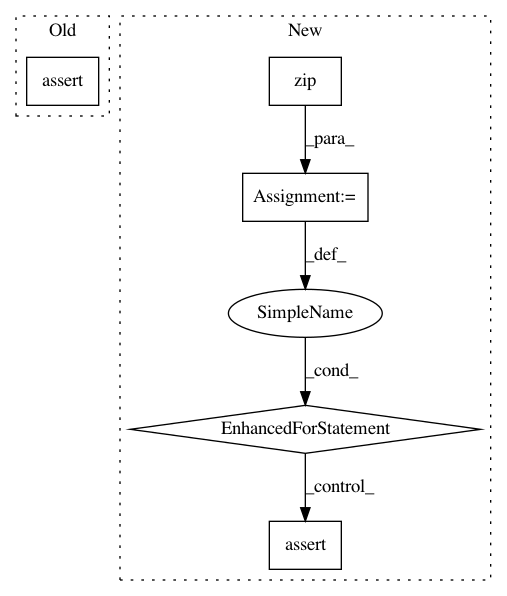 Old
New
assert
zip
_para_
Assignment:=
_def_
SimpleName
_cond_
EnhancedForStatement
_control_
assert